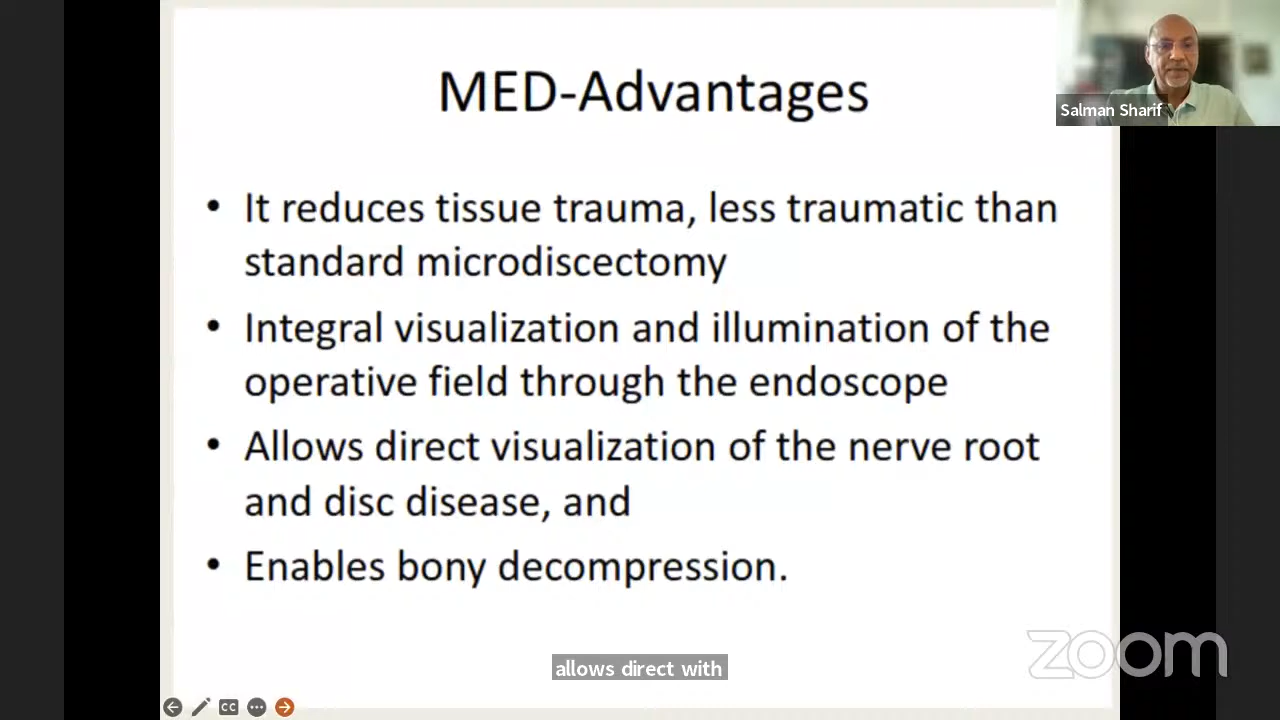 MED-Advantages
Salman Sharif
• It reduces tissue trauma, less traumatic than
standard microdiscectomy
• Integral visualization and illumination of the
operative field through the endoscope
• Allows direct visualization of the nerve root
and disc disease, and
• Enables bony decompression.
zoom
allows direct with
CC